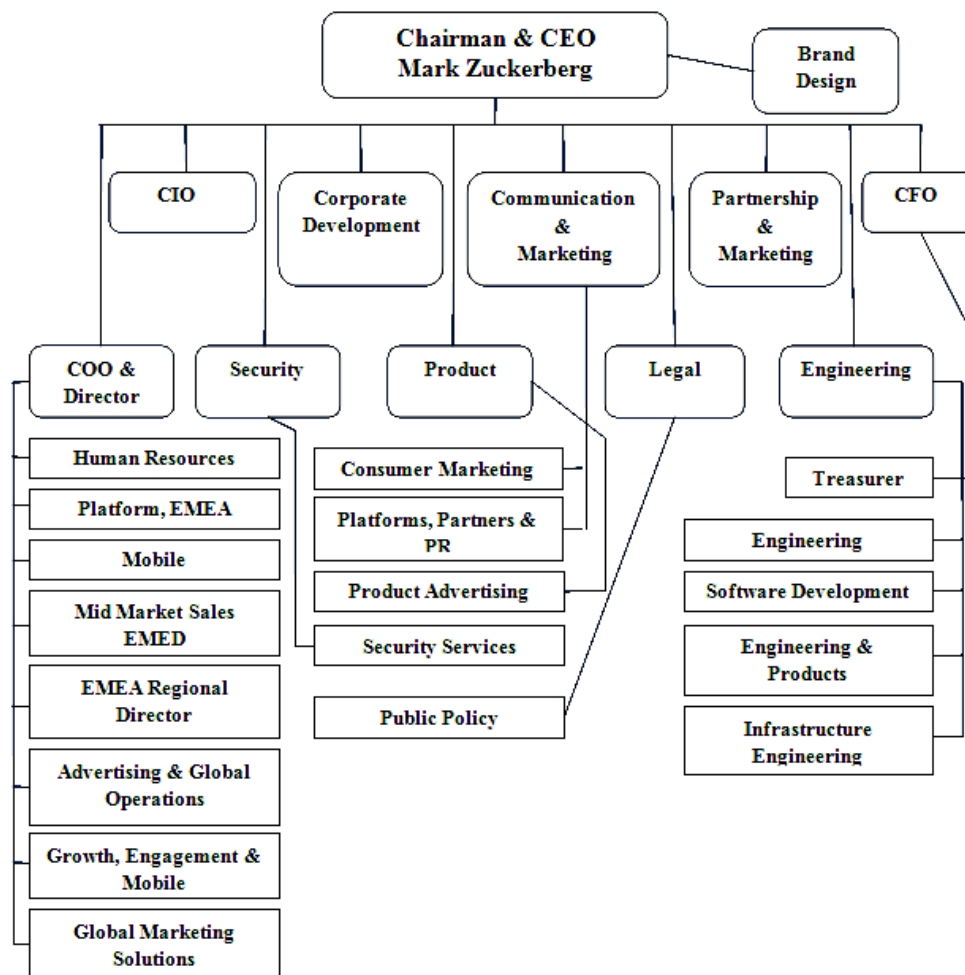 Chairman & CEO
Mark Zuckerberg
Brand
Design
CIO
Corporate
Development
Communication
&
Marketing
Partnership
&
Marketing
CFO
COO &
Director
Security
Product
Legal
Engineering
Human Resources
Platform, EMEA
Mobile
Mid Market Sales
EMED
EMEA Regional
Director
Advertising & Global
Operations
Growth, Engagement &
Mobile
Global Marketing
Solutions
Consumer Marketing
Platforms, Partners &
PR
Product Advertising
Security Services
Public Policy
Treasurer
Engineering
Software Development
Engineering &
Products
Infrastructure
Engineering